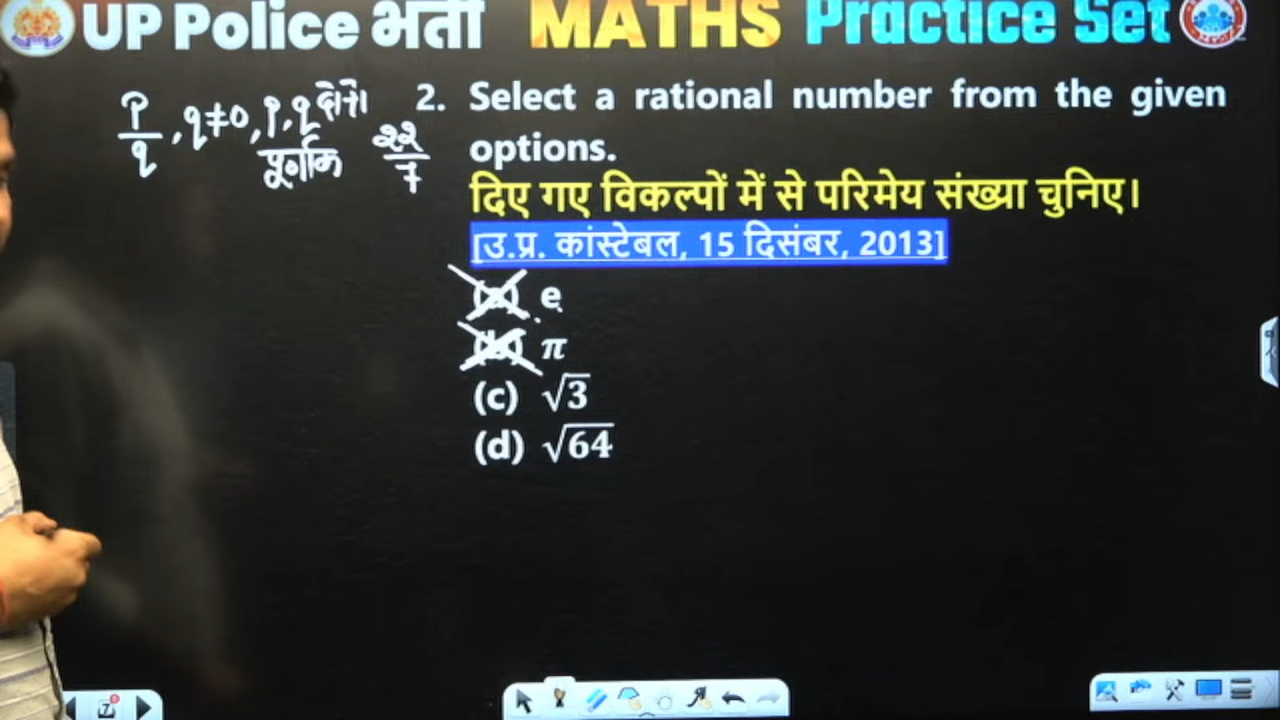 UP Police भर्ती MATHS Practice Set
p/q, q≠0, p,q दोनों
पूर्णांक
22/7
2. Select a rational number from the given
options.
दिए गए विकल्पों में से परिमेय संख्या चुनिए।
[उ.प्र. कांस्टेबल, 15 दिसंबर, 2013]
(a) e
(b) π
(c) √3
(d) √64